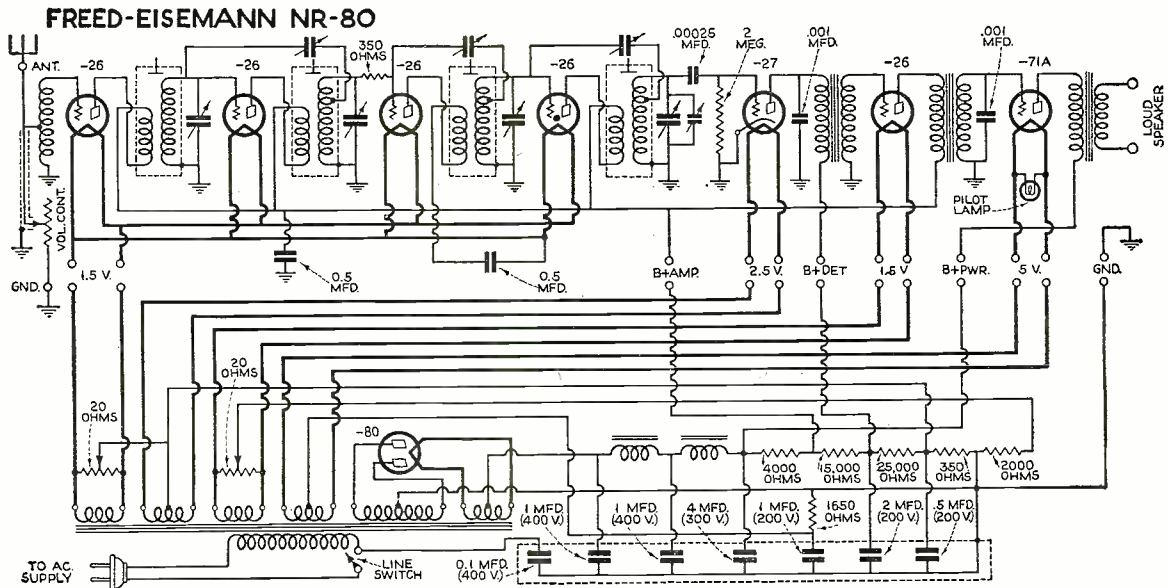 FREED-EISEMANN NR-80
ANT.
-26
-26
350
OHMS
-26
-26
.00025
MFD.
2
MEG.
-27
.001
MFD.
-26
.001
MFD.
-71A
LOUD
SPEAKER
VOL. CONT.
PILOT
LAMP
GND.
1.5 V.
0.5
MFD.
0.5
MFD.
B+AMP.
2.5 V.
B+DET
1.5 V
B+PWR.
5 V.
GND.
20
OHMS
20
OHMS
-80
4000
OHMS
15,000
OHMS
25,000
OHMS
350
OHMS
2000
OHMS
1 MFD.
(400 V.)
1 MFD.
(400 V.)
4 MFD.
(300 V.)
1 MFD.
(200 V.)
1650
OHMS
2 MFD.
(200 V.)
.5 MFD.
(200 V.)
TO A.C.
SUPPLY
LINE
SWITCH
0.1 MFD.
(400 V.)